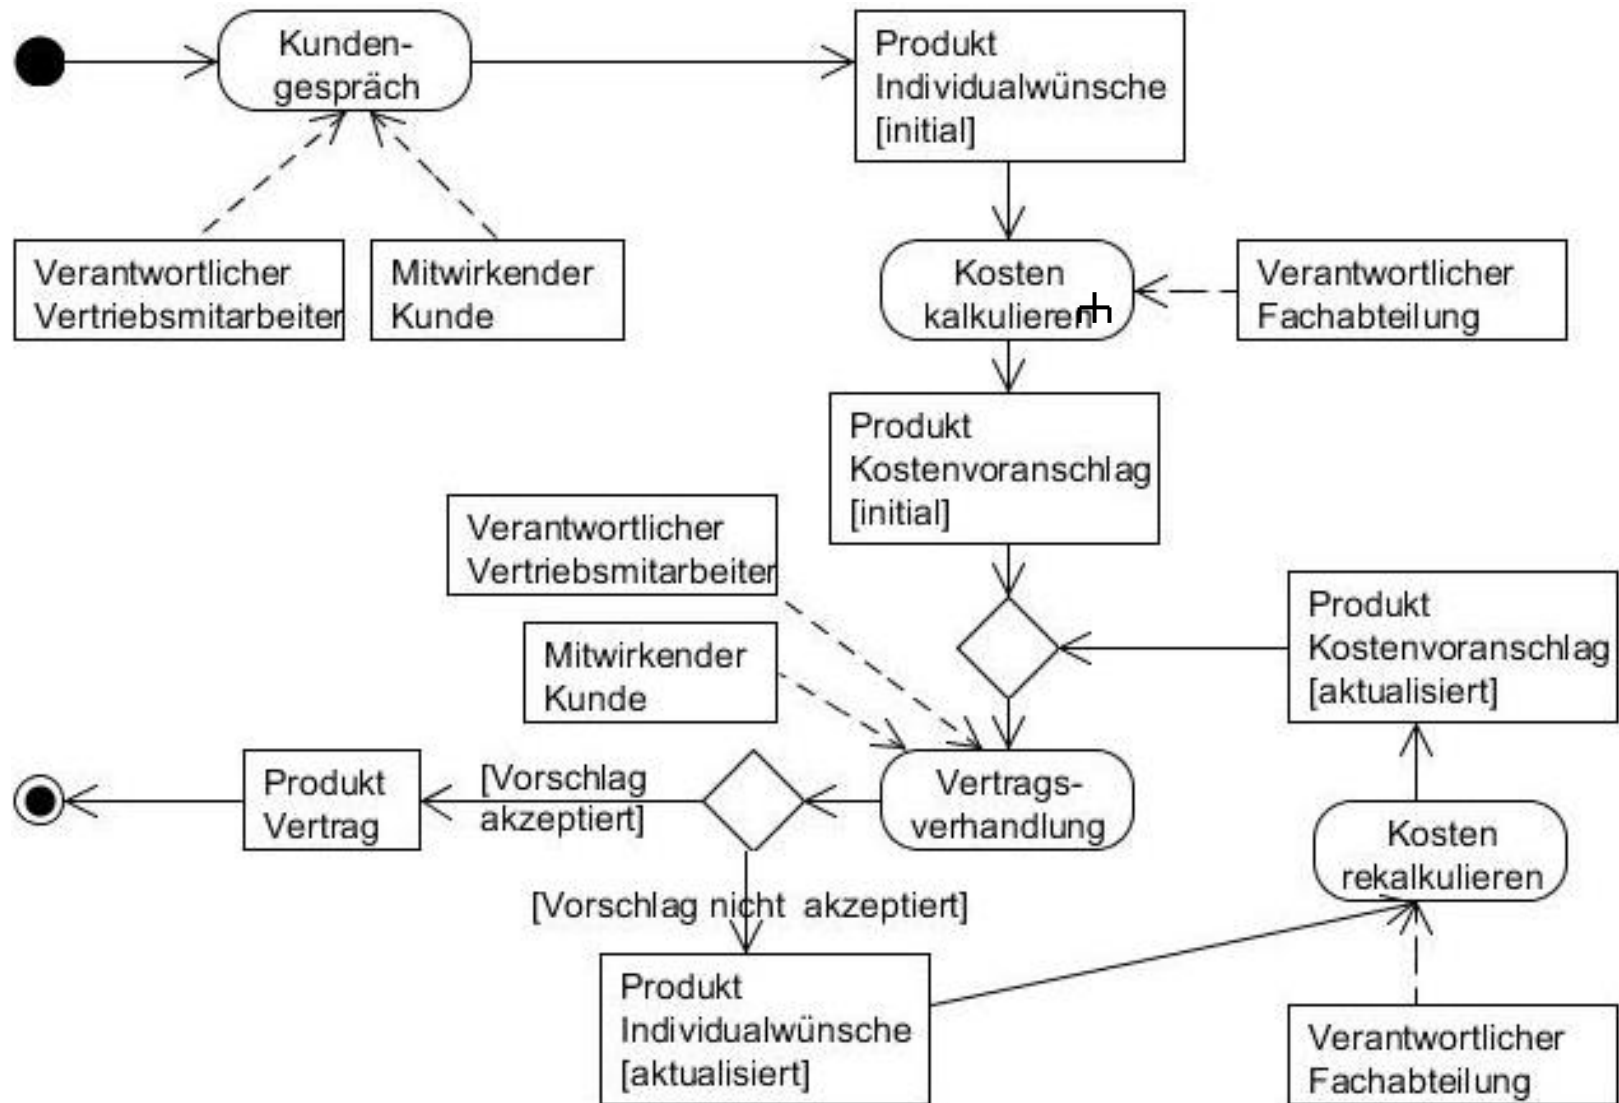 Kunden-
gespräch
Produkt
Individualwünsche
[initial]
Verantwortlicher
Vertriebsmitarbeiter
Mitwirkender
Kunde
Kosten
kalkulieren
Verantwortlicher
Fachabteilung
Produkt
Kostenvoranschlag
[initial]
Verantwortlicher
Vertriebsmitarbeiter
Mitwirkender
Kunde
Produkt
Kostenvoranschlag
[aktualisiert]
Produkt
Vertrag
[Vorschlag
akzeptiert]
Vertrags-
verhandlung
Kosten
rekalkulieren
[Vorschlag nicht akzeptiert]
Produkt
Individualwünsche
[aktualisiert]
Verantwortlicher
Fachabteilung